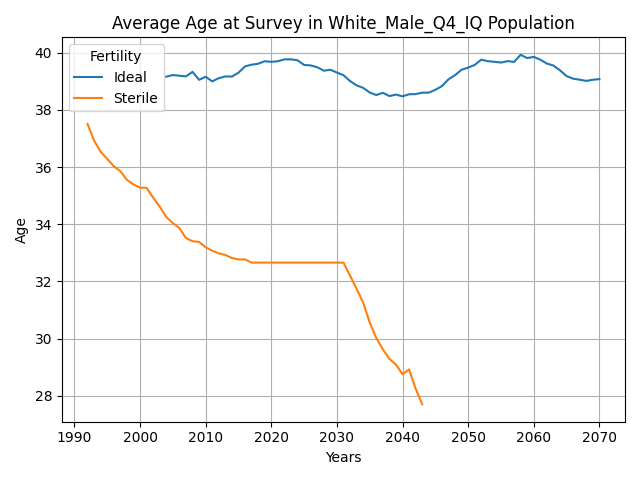 Average Age at Survey in White_Male_Q4_IQ Population
Fertility
Ideal
Sterile
40
38
36
34
32
30
28
Age
1990 2000 2010 2020 2030 2040 2050 2060 2070
Years